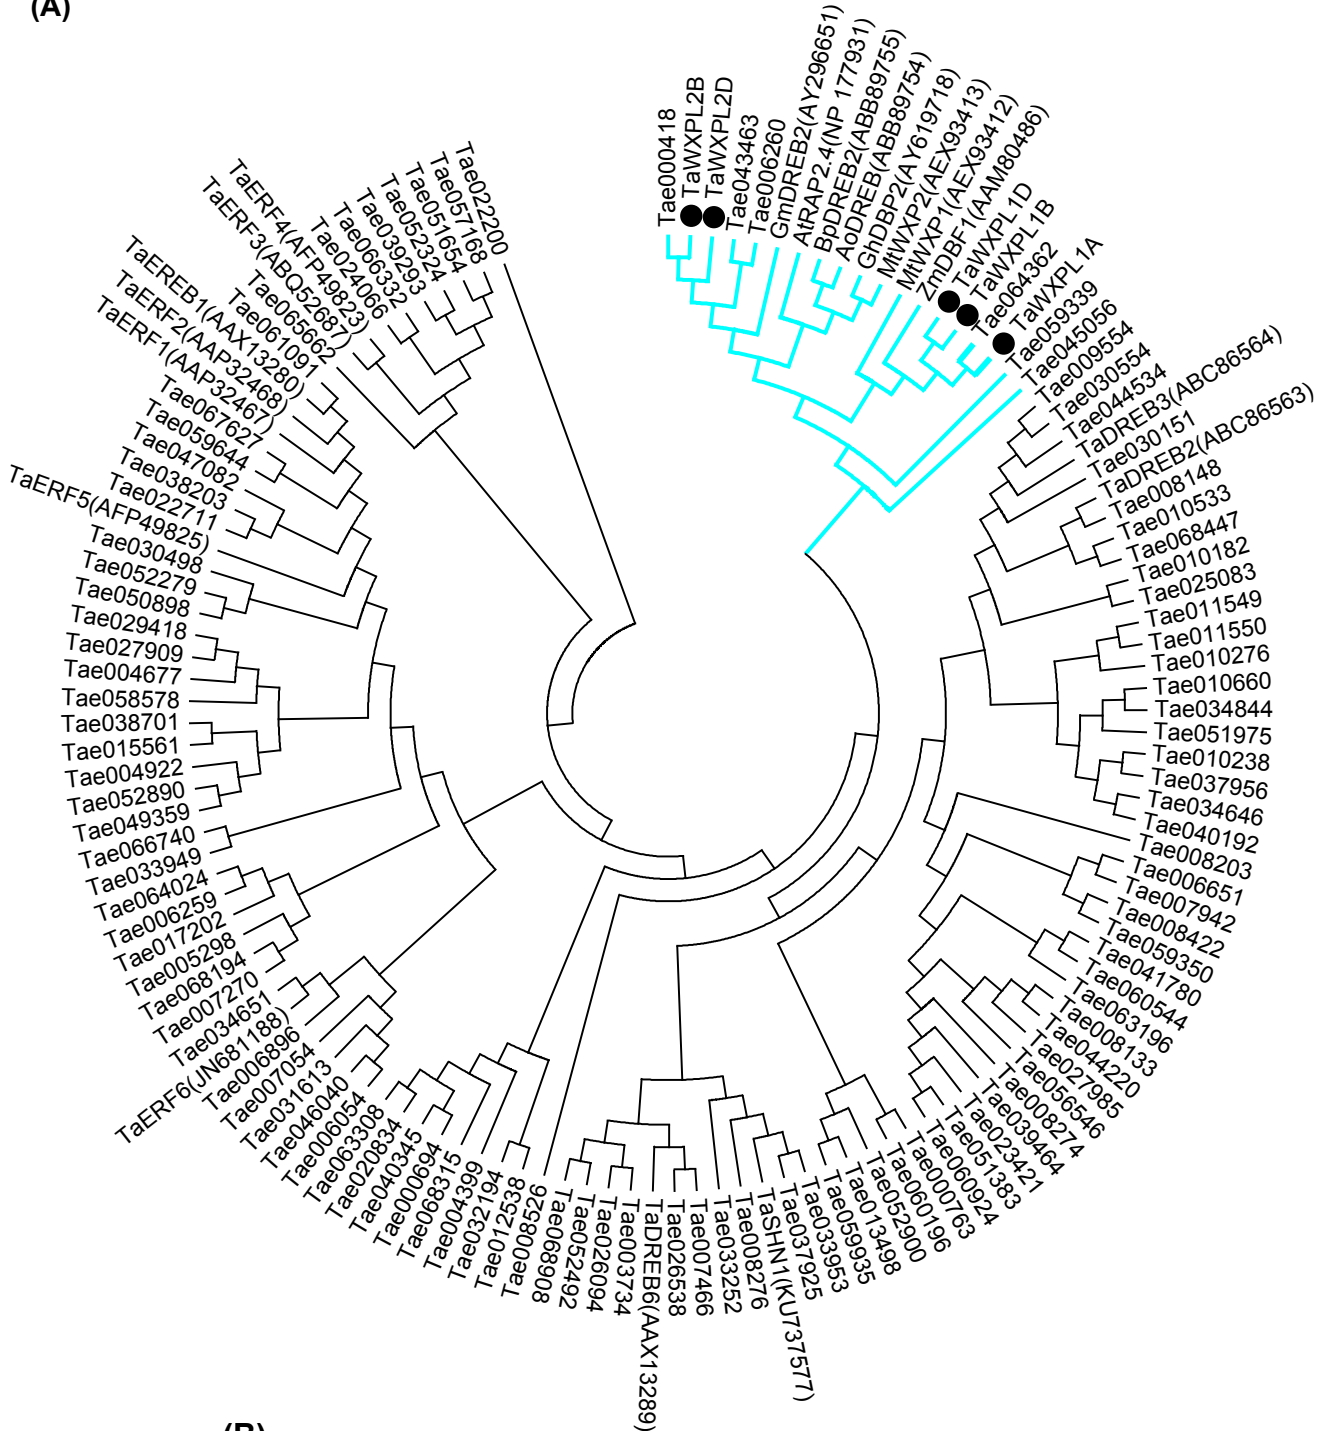 (A)
Tae000418
TaWXPL2B
TaWXPL2D
Tae043463
Tae006260
GmDREB2(AY296651)
AtRAP2.4(NP 177931)
BpDREB2(ABB89755)
AoDREB(ABB89754)
GhDBP2(AY619718)
MtWXP2(AEX93413)
MtWXP1(AEX93412)
ZmDBF1(AAM80486)
TaWXPL1D
TaWXPL1B
Tae064362
TaWXPL1A
Tae059339
Tae045056
Tae009554
Tae030554
Tae044534
TaDREB3(ABC86564)
Tae030151
TaDREB2(ABC86563)
Tae008148
Tae010533
Tae068447
Tae010182
Tae025083
Tae011549
Tae011550
Tae010276
Tae010660
Tae034844
Tae051975
Tae010238
Tae037956
Tae034646
Tae040192
Tae008203
Tae006651
Tae007942
Tae008422
Tae059350
Tae041780
Tae060544
Tae063196
Tae008133
Tae044220
Tae027985
Tae056546
Tae008274
Tae039464
Tae023421
Tae051383
Tae060924
Tae000763
Tae060196
Tae052900
Tae013498
Tae059935
Tae033953
Tae037925
TaSHN1(KU737577)
Tae008276
Tae033252
Tae007466
Tae026538
TaDREB6(AAX13289)
Tae003734
Tae026094
Tae052492
Tae068908
Tae008526
Tae012538
Tae032194
Tae004399
Tae068315
Tae000694
Tae040345
Tae020834
Tae063308
Tae006054
Tae046040
Tae031613
Tae007054
Tae006896
TaERF6(JN681188)
Tae034651
Tae007270
Tae068194
Tae005298
Tae017202
Tae006259
Tae064024
Tae033949
Tae066740
Tae049359
Tae052890
Tae004922
Tae015561
Tae038701
Tae058578
Tae004677
Tae027909
Tae029418
Tae050898
Tae052279
Tae030498
TaERF5(AFP49825)
Tae022711
Tae038203
Tae047082
Tae059644
Tae067627
TaERF1(AAP32467)
TaERF2(AAP32468)
TaEREB1(AAX13280)
Tae061091
Tae065662
TaERF3(ABQ52687)
TaERF4(AFP49823)
Tae024066
Tae066332
Tae039293
Tae052324
Tae051654
Tae057168
Tae022200
(B)